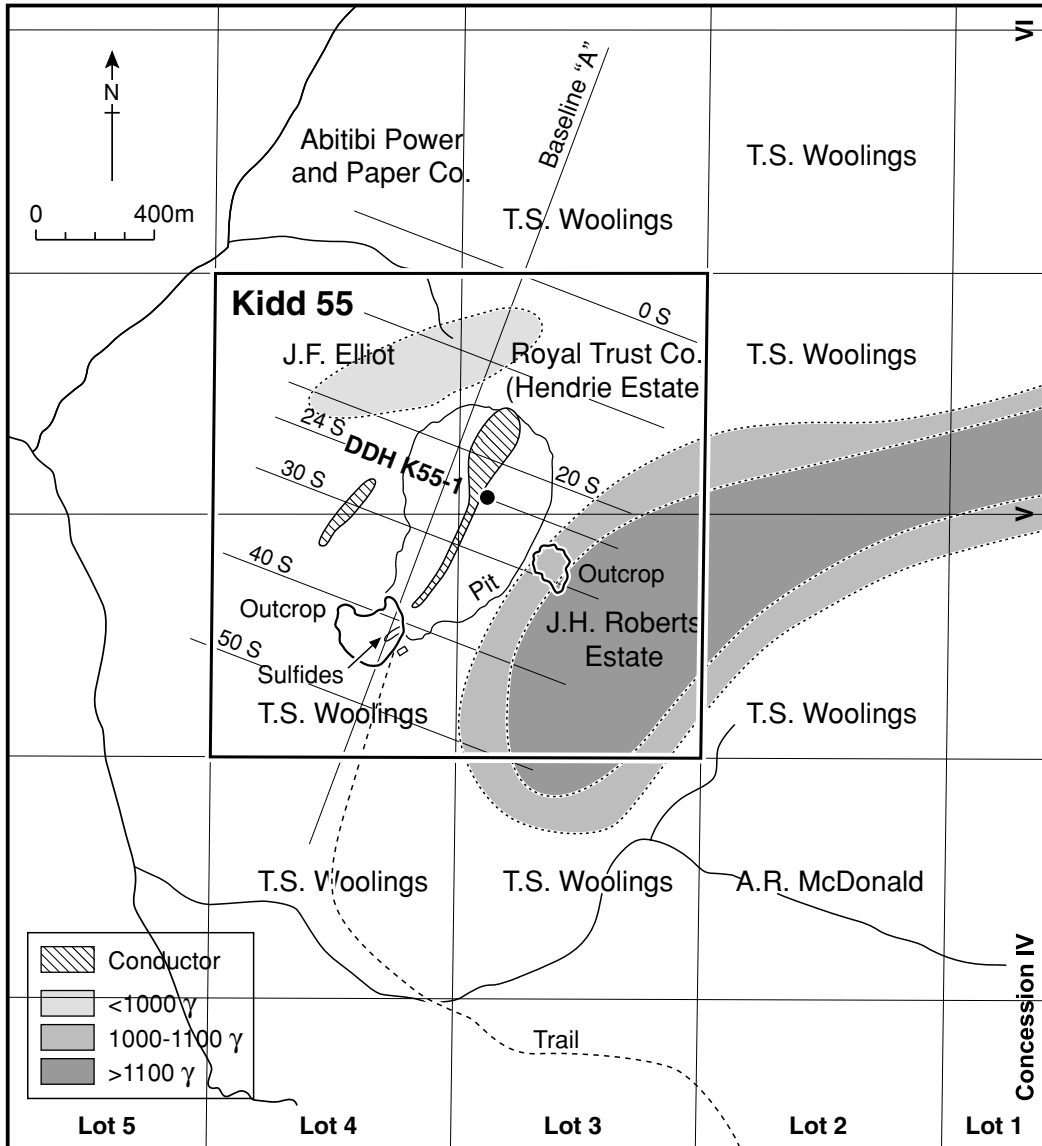 VI
N
Baseline "A"
Abitibi Power
and Paper Co.
T.S. Woolings
0 400m
T.S. Woolings
Kidd 55
0 S
J.F. Elliot
Royal Trust Co.
(Hendrie Estate
T.S. Woolings
24 S
DDH K55-1
20 S
30 S
V
40 S
Outcrop
Pit
Outcrop
J.H. Roberts
Estate
50 S
Sulfides
T.S. Woolings
T.S. Woolings
T.S. Woolings
T.S. Woolings
A.R. McDonald
Conductor
<1000 γ
1000-1100 γ
>1100 γ
Trail
Concession IV
Lot 5
Lot 4
Lot 3
Lot 2
Lot 1